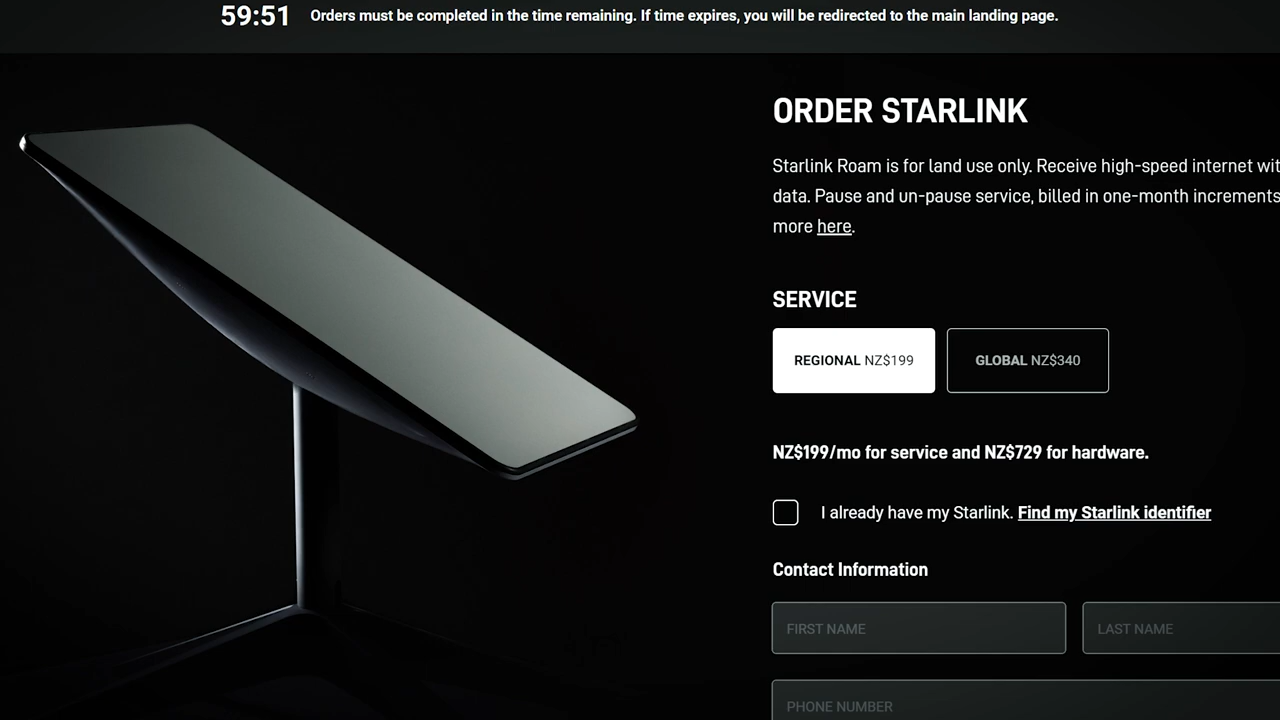 59:51 Orders must be completed in the time remaining. If time expires, you will be redirected to the main landing page.
ORDER STARLINK
Starlink Roam is for land use only. Receive high-speed internet wit
data. Pause and un-pause service, billed in one-month increments
more here.
SERVICE
REGIONAL NZ$199 GLOBAL NZ$340
NZ$199/mo for service and NZ$729 for hardware.
I already have my Starlink. Find my Starlink identifier
Contact Information
FIRST NAME LAST NAME
PHONE NUMBER